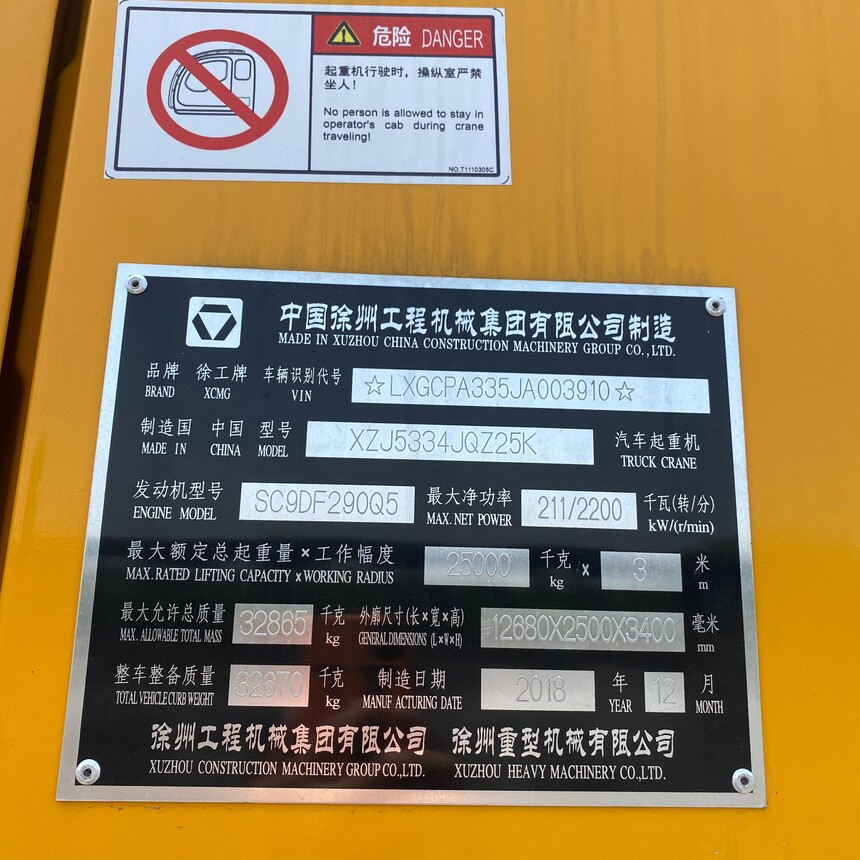 危险 DANGER
起重机行驶时，操纵室严禁
坐人！
No person is allowed to stay in
operator's cab during crane
traveling!
NO.T1110305C
中国徐州工程机械集团有限公司制造
MADE IN XUZHOU CHINA CONSTRUCTION MACHINERY GROUP CO.,LTD.
品牌 徐工牌 车辆识别代号 ☆LXGCPA335JA003910☆
BRAND XCMG VIN
制造国 中国 型号 XZJ5334JQZ25K 汽车起重机
MADE IN CHINA MODEL TRUCK CRANE
发动机型号 SC9DF290Q5 最大净功率 211/2200 千瓦(转/分)
ENGINE MODEL MAX. NET POWER kW/(r/min)
最大额定总起重量×工作幅度 25000 千克 × 3 米
MAX. RATED LIFTING CAPACITY ×WORKING RADIUS kg m
最大允许总质量 32865 千克 外廓尺寸(长×宽×高) 12680X2500X3400 毫米
MAX. ALLOWABLE TOTAL MASS kg GENERAL DIMENSIONS (L×W×H) mm
整车整备质量 32670 千克 制造日期 2018 年 12 月
TOTAL VEHICLE CURB WEIGHT kg MANUF ACTURING DATE YEAR MONTH
徐州工程机械集团有限公司 徐州重型机械有限公司
XUZHOU CONSTRUCTION MACHINERY GROUP CO.,LTD. XUZHOU HEAVY MACHINERY CO.,LTD.